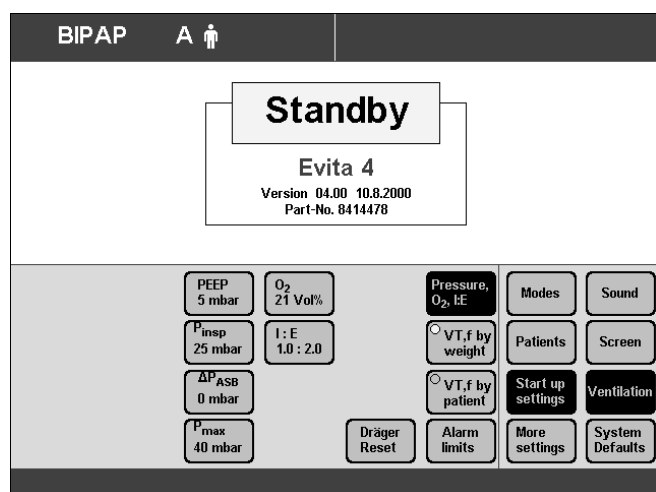 BIPAP A
Standby
Evita 4
Version 04.00 10.8.2000
Part-No. 8414478
PEEP
5 mbar
O2
21 Vol%
Pressure,
O2, I:E
Modes
Sound
Pinsp
25 mbar
I : E
1.0 : 2.0
VT,f by
weight
Patients
Screen
ΔPASB
0 mbar
VT,f by
patient
Start up
settings
Ventilation
Pmax
40 mbar
Dräger
Reset
Alarm
limits
More
settings
System
Defaults